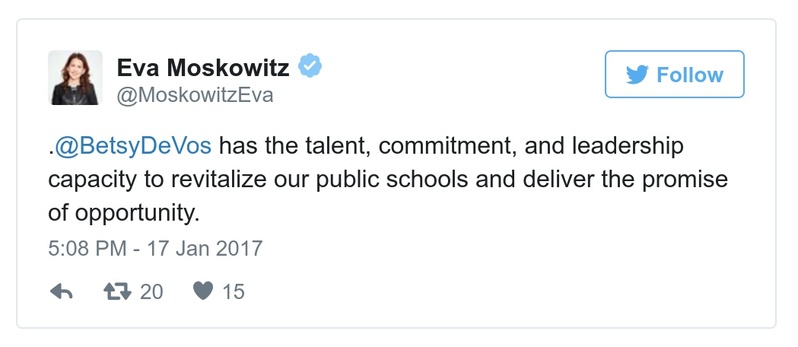 Eva Moskowitz
@MoskowitzEva
Follow
.@BetsyDeVos has the talent, commitment, and leadership
capacity to revitalize our public schools and deliver the promise
of opportunity.
5:08 PM - 17 Jan 2017
20 15